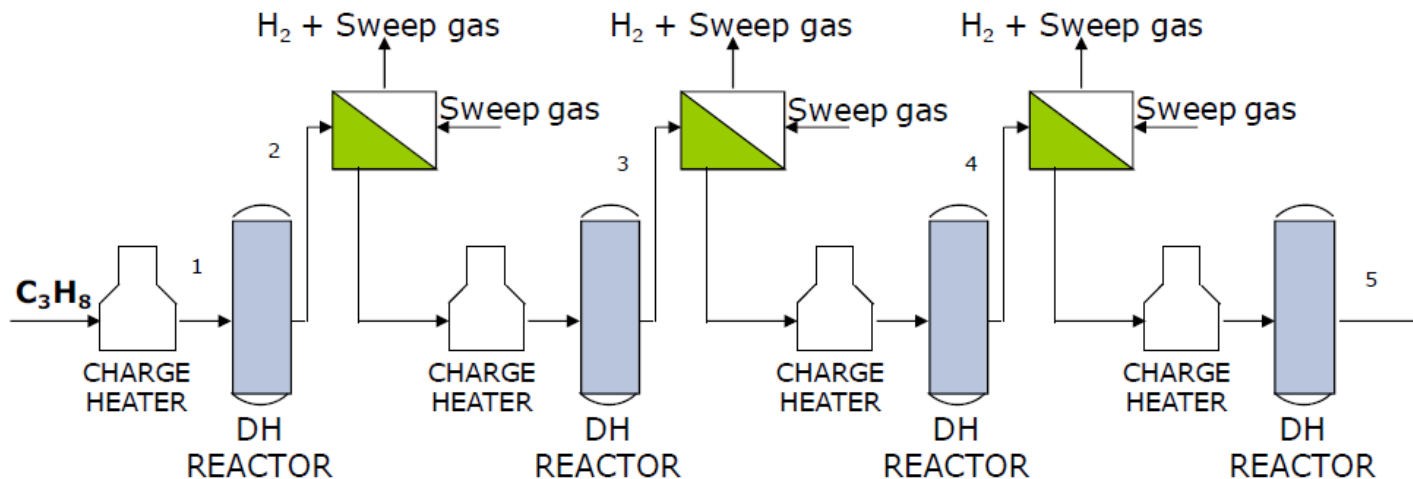 H₂ + Sweep gas
H₂ + Sweep gas
H₂ + Sweep gas
Sweep gas
Sweep gas
Sweep gas
2
3
4
1
5
C₃H₈
CHARGE
HEATER
CHARGE
HEATER
CHARGE
HEATER
CHARGE
HEATER
DH
REACTOR
DH
REACTOR
DH
REACTOR
DH
REACTOR